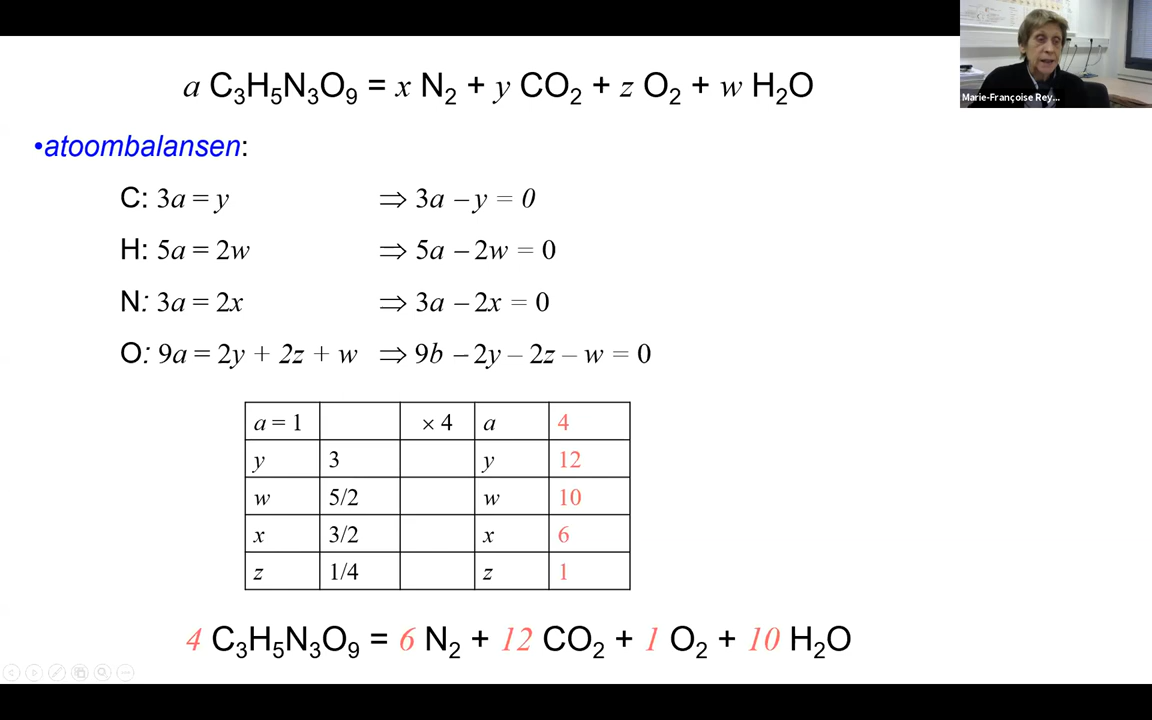 Marie-Françoise Rey...
a C₃H₅N₃O₉ = x N₂ + y CO₂ + z O₂ + w H₂O
•atoombalansen:
C: 3a = y ⇒ 3a – y = 0
H: 5a = 2w ⇒ 5a – 2w = 0
N: 3a = 2x ⇒ 3a – 2x = 0
O: 9a = 2y + 2z + w ⇒ 9b – 2y – 2z – w = 0
a = 1 × 4 a 4
y 3 y 12
w 5/2 w 10
x 3/2 x 6
z 1/4 z 1
4 C₃H₅N₃O₉ = 6 N₂ + 12 CO₂ + 1 O₂ + 10 H₂O